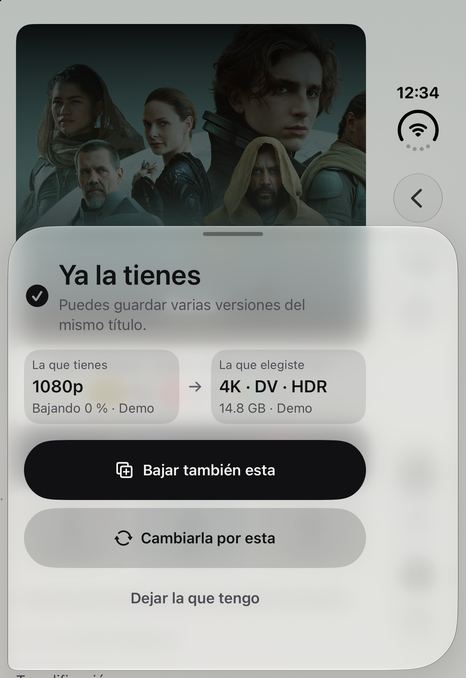 12:34
Ya la tienes
Puedes guardar varias versiones del
mismo título.
La que tienes
1080p
Bajando 0 % · Demo
→
La que elegiste
4K · DV · HDR
14.8 GB · Demo
Bajar también esta
Cambiarla por esta
Dejar la que tengo